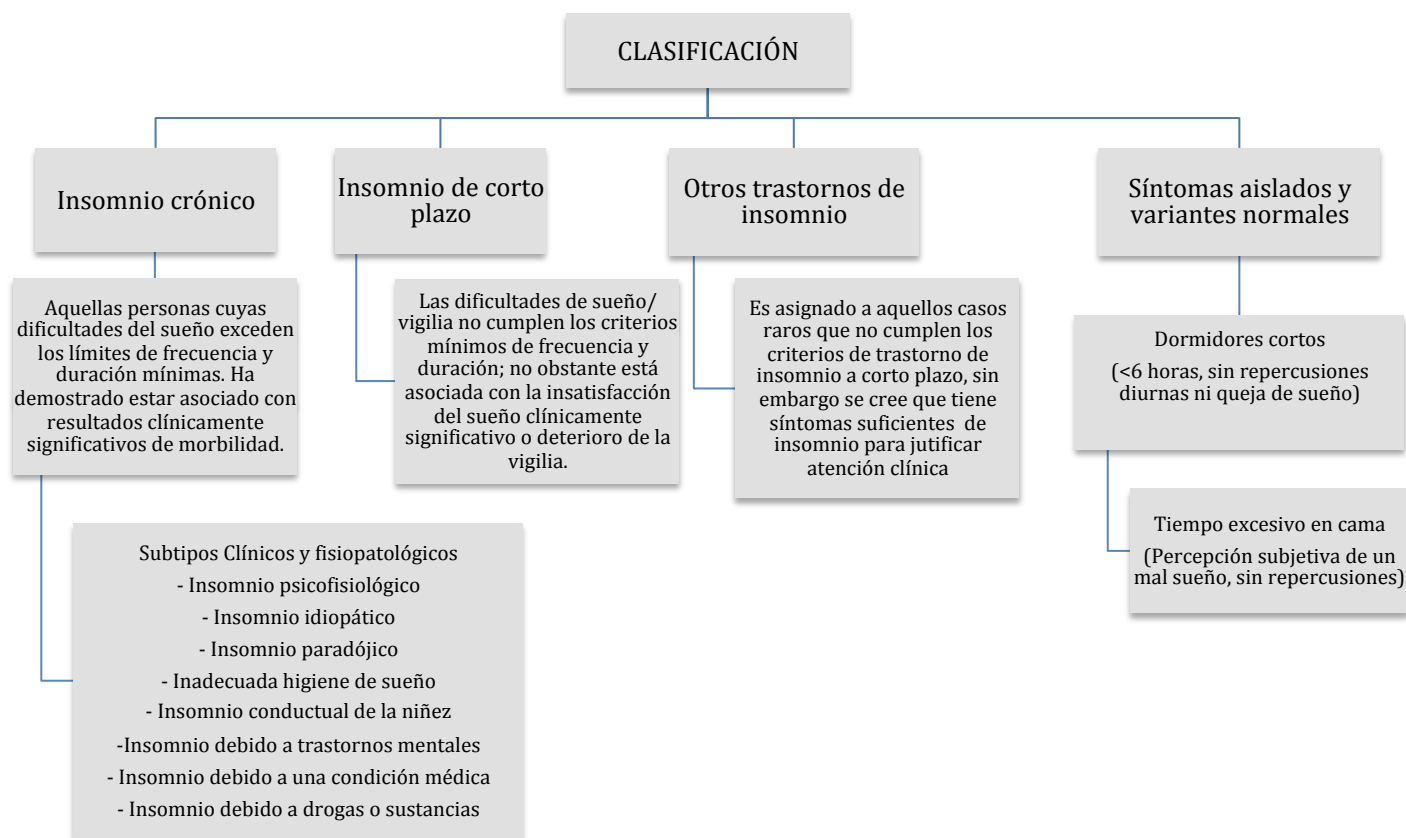 CLASIFICACIÓN
Insomnio crónico
Aquellas personas cuyas
dificultades del sueño exceden
los límites de frecuencia y
duración mínimas. Ha
demostrado estar asociado con
resultados clínicamente
significativos de morbilidad.
Subtipos Clínicos y fisiopatológicos
- Insomnio psicofisiológico
- Insomnio idiopático
- Insomnio paradójico
- Inadecuada higiene de sueño
- Insomnio conductual de la niñez
-Insomnio debido a trastornos mentales
- Insomnio debido a una condición médica
- Insomnio debido a drogas o sustancias
Insomnio de corto
plazo
Las dificultades de sueño/
vigilia no cumplen los criterios
mínimos de frecuencia y
duración; no obstante está
asociada con la insatisfacción
del sueño clínicamente
significativo o deterioro de la
vigilia.
Otros trastornos de
insomnio
Es asignado a aquellos casos
raros que no cumplen los
criterios de trastorno de
insomnio a corto plazo, sin
embargo se cree que tiene
síntomas suficientes de
insomnio para jutificar
atención clínica
Síntomas aislados y
variantes normales
Dormidores cortos
(<6 horas, sin repercusiones
diurnas ni queja de sueño)
Tiempo excesivo en cama
(Percepción subjetiva de un
mal sueño, sin repercusiones)